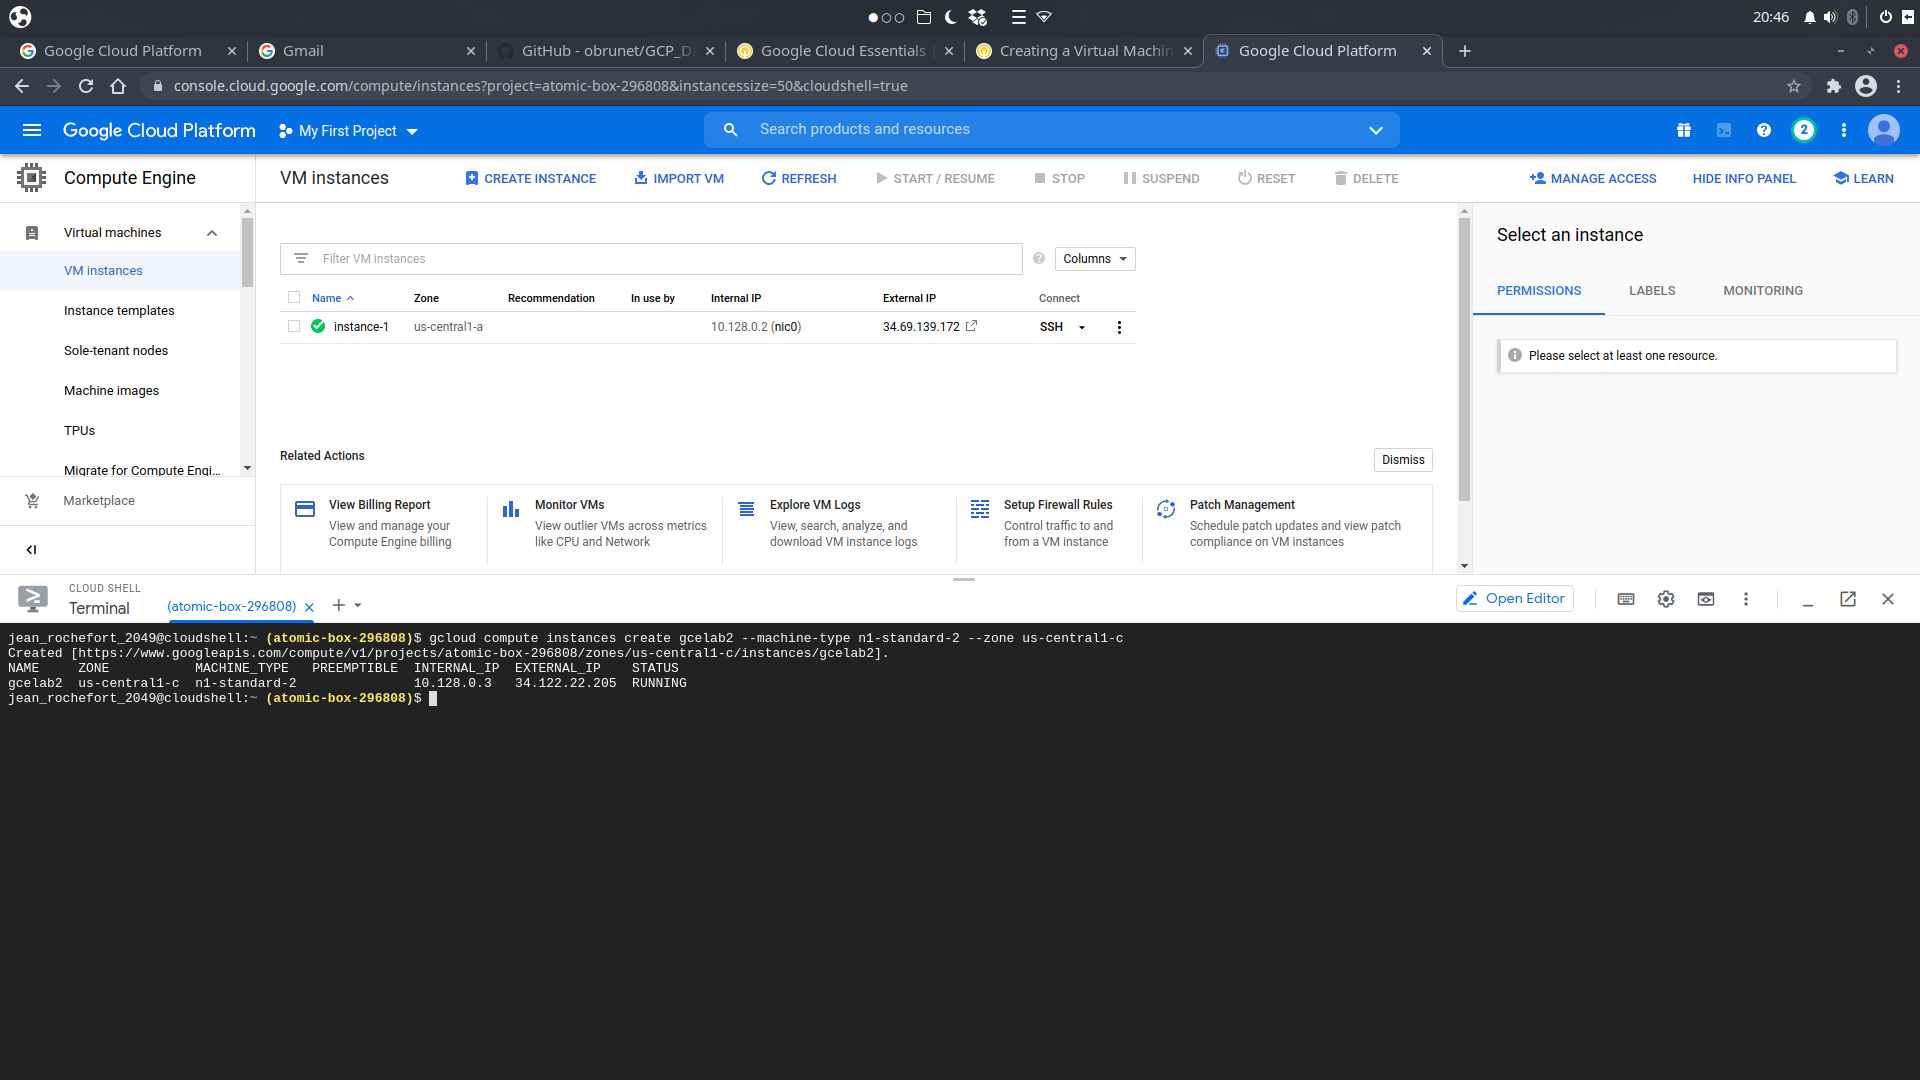 20:46
Google Cloud Platform
Gmail
GitHub - obrunet/GCP_Da
Google Cloud Essentials
Creating a Virtual Machin
Google Cloud Platform
console.cloud.google.com/compute/instances?project=atomic-box-296808&instancessize=50&cloudshell=true
Google Cloud Platform
My First Project
Search products and resources
2
Compute Engine
VM instances
CREATE INSTANCE
IMPORT VM
REFRESH
START / RESUME
STOP
SUSPEND
RESET
DELETE
MANAGE ACCESS
HIDE INFO PANEL
LEARN
Virtual machines
VM instances
Instance templates
Sole-tenant nodes
Machine images
TPUs
Migrate for Compute Engi...
Marketplace
Filter VM instances
Columns
Name Zone Recommendation In use by Internal IP External IP Connect
instance-1 us-central1-a 10.128.0.2 (nic0) 34.69.139.172 SSH
Related Actions
Dismiss
View Billing Report
View and manage your
Compute Engine billing
Monitor VMs
View outlier VMs across metrics
like CPU and Network
Explore VM Logs
View, search, analyze, and
download VM instance logs
Setup Firewall Rules
Control traffic to and
from a VM instance
Patch Management
Schedule patch updates and view patch
compliance on VM instances
Select an instance
PERMISSIONS
LABELS
MONITORING
Please select at least one resource.
CLOUD SHELL
Terminal
(atomic-box-296808)
Open Editor
jean_rochefort_2049@cloudshell:~ (atomic-box-296808)$ gcloud compute instances create gcelab2 --machine-type n1-standard-2 --zone us-central1-c
Created [https://www.googleapis.com/compute/v1/projects/atomic-box-296808/zones/us-central1-c/instances/gcelab2].
NAME ZONE MACHINE_TYPE PREEMPTIBLE INTERNAL_IP EXTERNAL_IP STATUS
gcelab2 us-central1-c n1-standard-2 10.128.0.3 34.122.22.205 RUNNING
jean_rochefort_2049@cloudshell:~ (atomic-box-296808)$